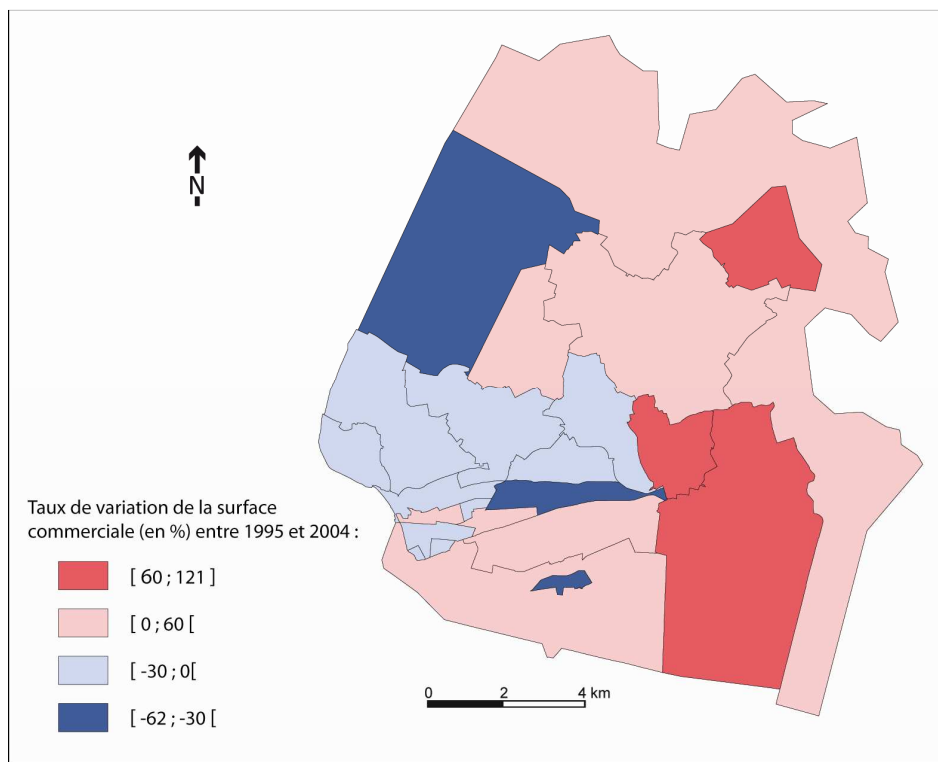 N
Taux de variation de la surface
commerciale (en %) entre 1995 et 2004 :
[ 60 ; 121 ]
[ 0 ; 60 [
[ -30 ; 0[
[ -62 ; -30 [
0 2 4 km